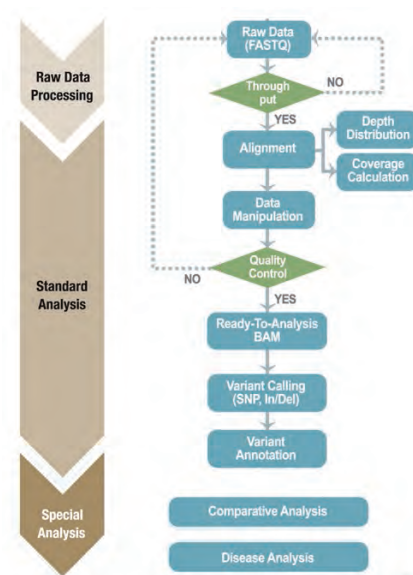 Raw Data
Processing
Standard
Analysis
Special
Analysis
Raw Data
(FASTQ)
Through
put
NO
YES
Alignment
Depth
Distribution
Coverage
Calculation
Data
Manipulation
Quality
Control
NO
YES
Ready-To-Analysis
BAM
Variant Calling
(SNP, In/Del)
Variant
Annotation
Comparative Analysis
Disease Analysis